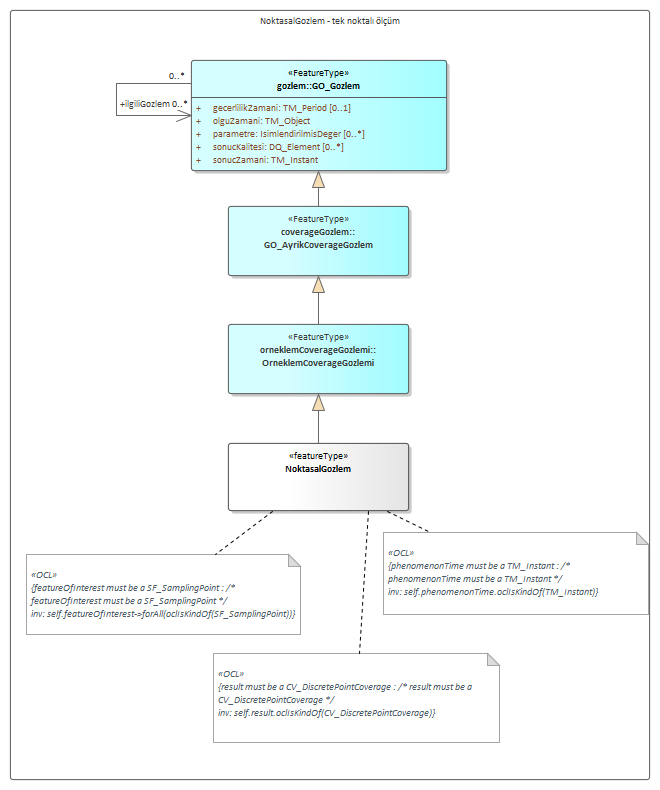 NoktasalGozlem - tek noktalı ölçüm
«FeatureType»
gozlem::GO_Gozlem
+ gecerlilikZamani: TM_Period [0..1]
+ olguZamani: TM_Object
+ parametre: IsimlendirilmisDeger [0..*]
+ sonucKalitesi: DQ_Element [0..*]
+ sonucZamani: TM_Instant
0..*
+ilgiliGozlem 0..*
«FeatureType»
coverageGozlem::
GO_AyrikCoverageGozlem
«FeatureType»
orneklemCoverageGozlemi::
OrneklemCoverageGozlemi
«featureType»
NoktasalGozlem
«OCL»
{phenomenonTime must be a TM_Instant : /*
phenomenonTime must be a TM_Instant */
inv: self.phenomenonTime.oclIsKindOf(TM_Instant)}
«OCL»
{featureOfInterest must be a SF_SamplingPoint : /*
featureOfInterest must be a SF_SamplingPoint */
inv: self.featureOfInterest->forAll(oclIsKindOf(SF_SamplingPoint))}
«OCL»
{result must be a CV_DiscretePointCoverage : /* result must be a
CV_DiscretePointCoverage */
inv: self.result.oclIsKindOf(CV_DiscretePointCoverage)}